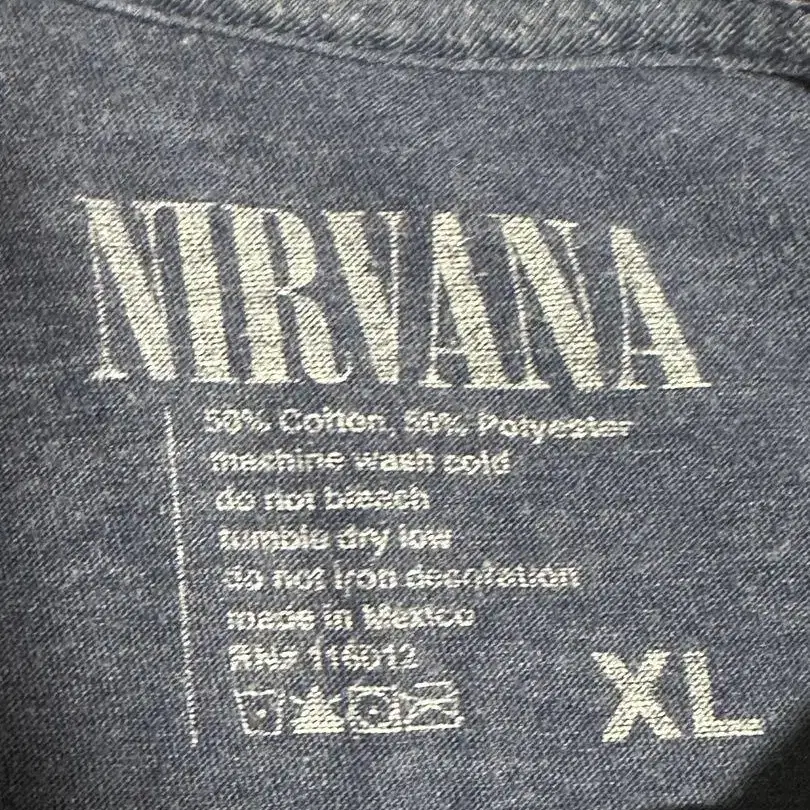 NIRVANA
50% Cotton, 50% Polyester
machine wash cold
do not bleach
tumble dry low
do not iron decoration
made in Mexico
RN# 116012
XL